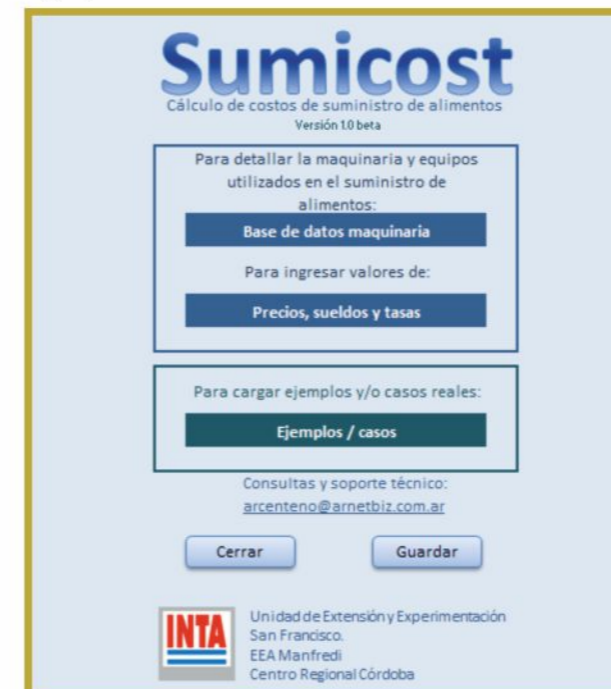 Sumicost
Cálculo de costos de suministro de alimentos
Versión 1.0 beta
Para detallar la maquinaria y equipos
utilizados en el suministro de
alimentos:
Base de datos maquinaria
Para ingresar valores de:
Precios, sueldos y tasas
Para cargar ejemplos y/o casos reales:
Ejemplos / casos
Consultas y soporte técnico:
arcenteno@arnetbiz.com.ar
Cerrar
Guardar
INTA
Unidad de Extensión y Experimentación
San Francisco.
EEA Manfredi
Centro Regional Córdoba